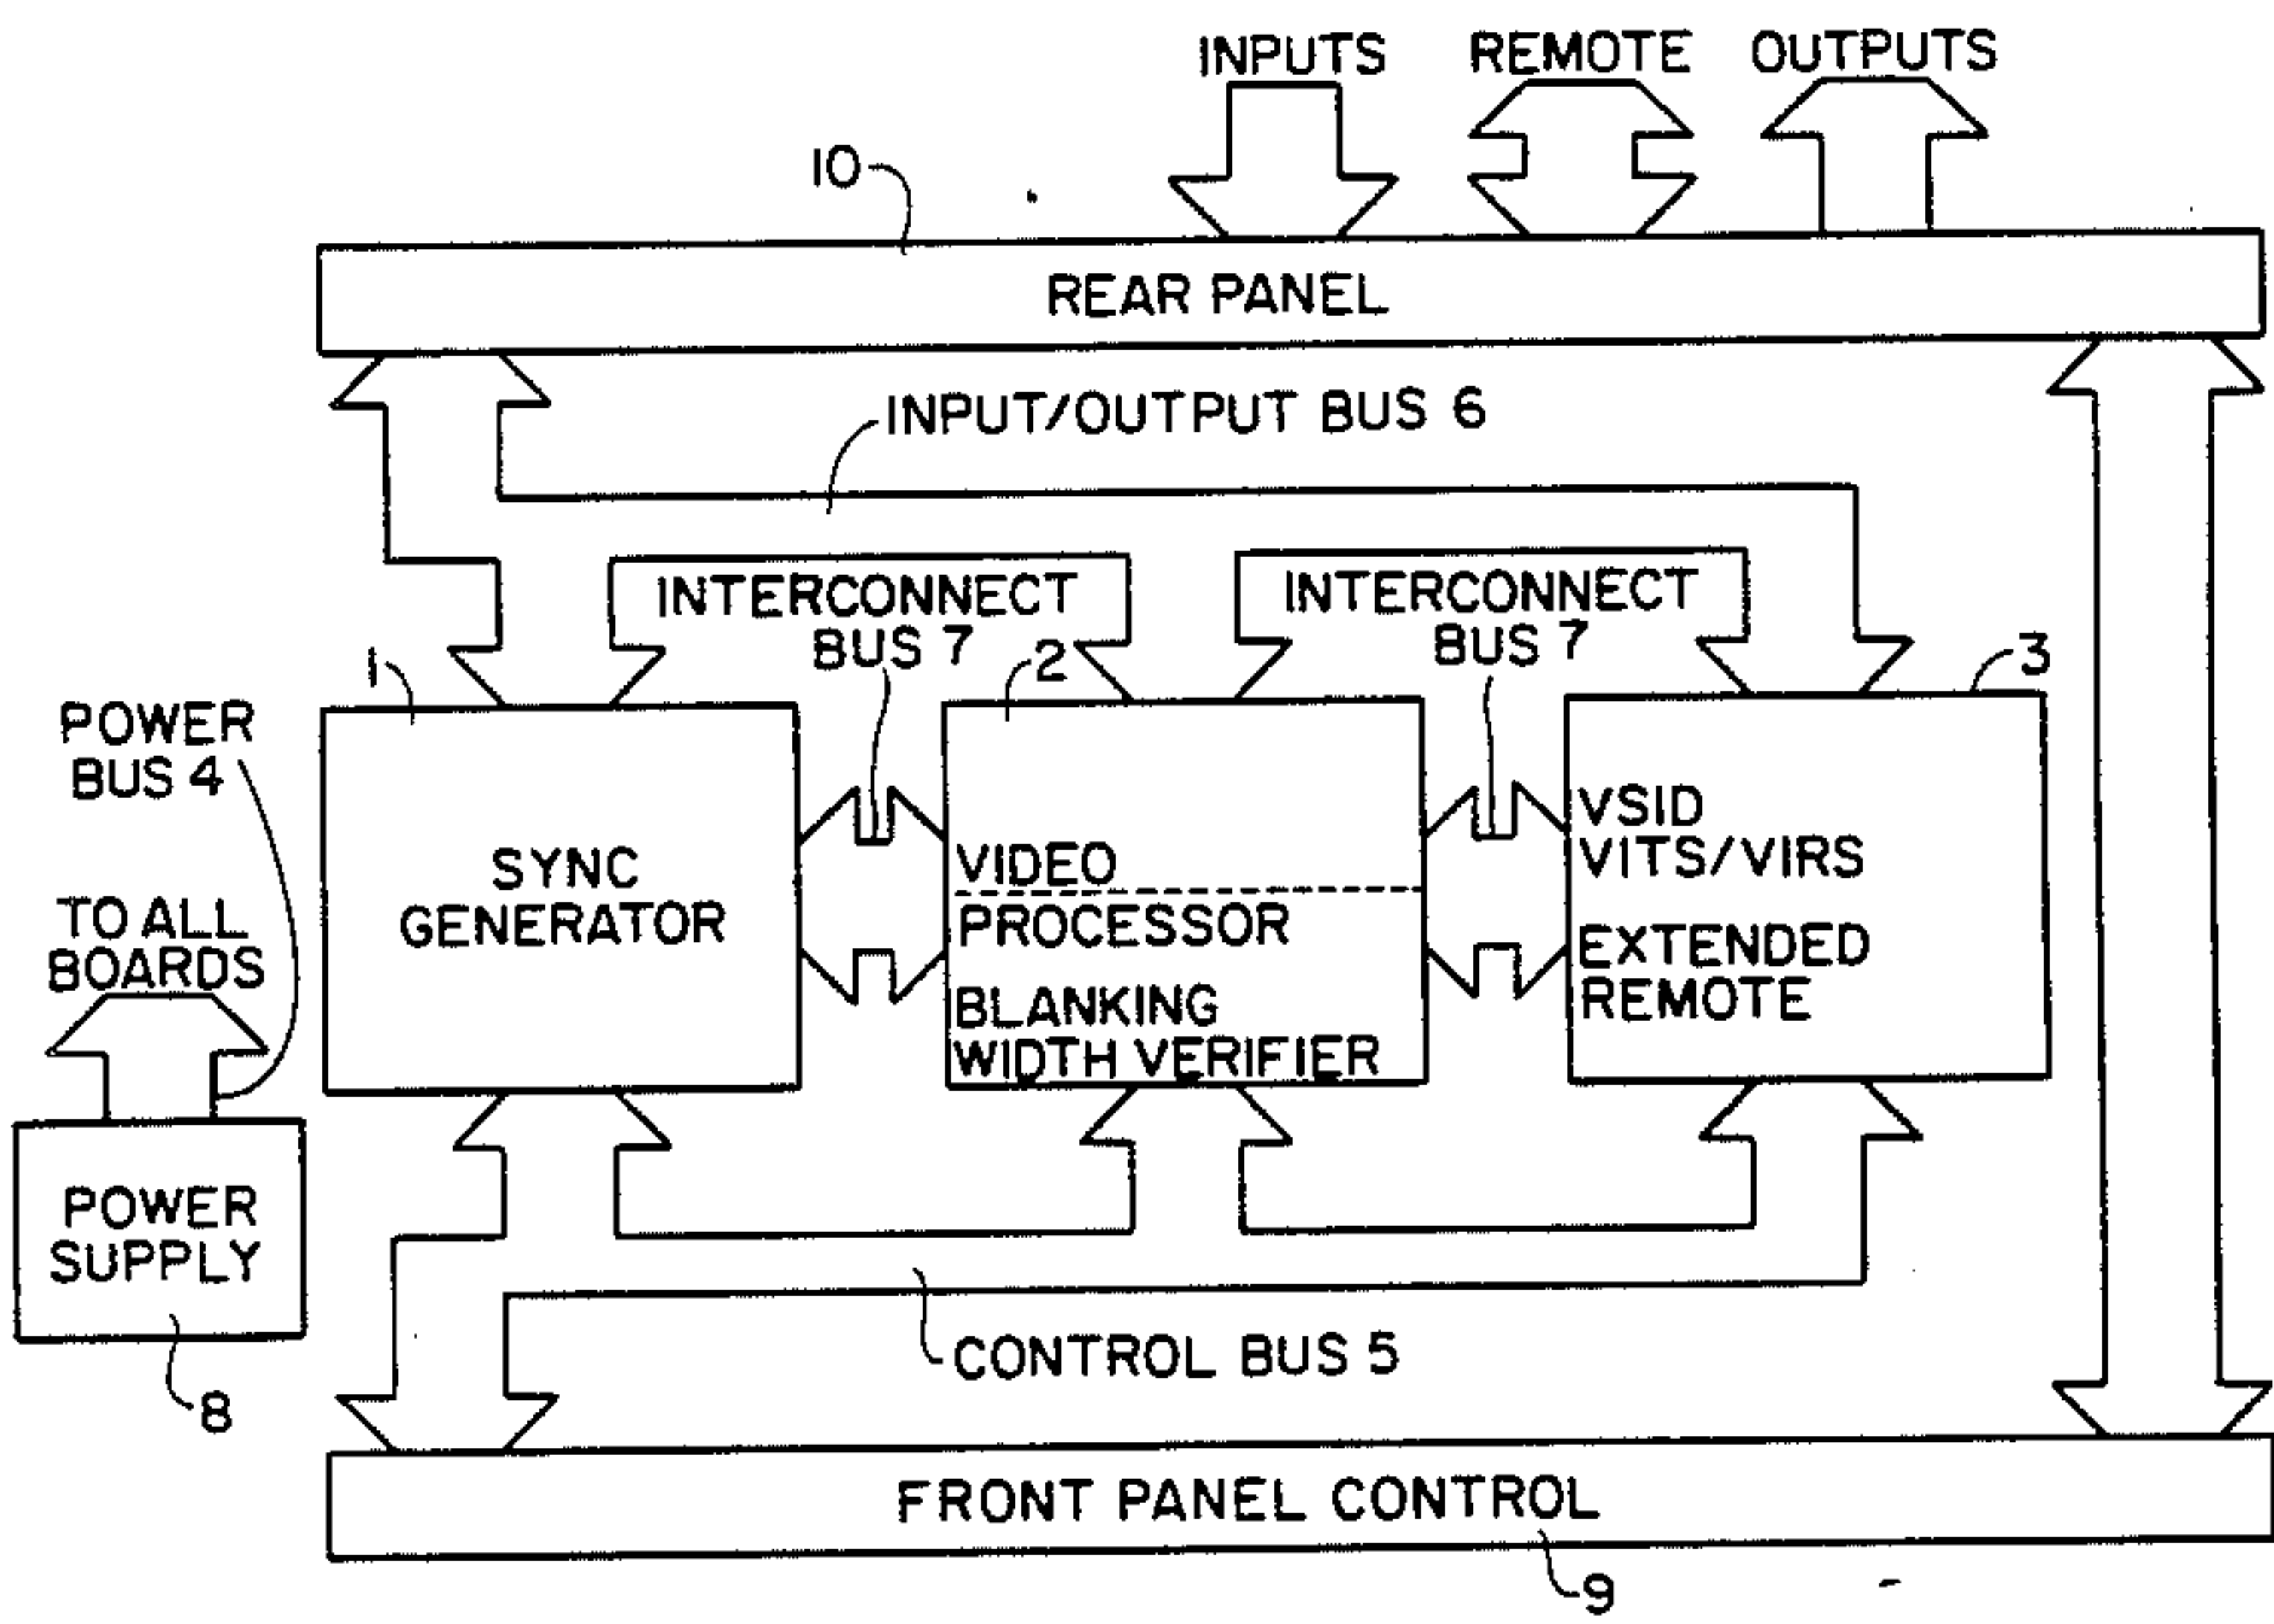 INPUTS REMOTE OUTPUTS
10
REAR PANEL
INPUT/OUTPUT BUS 6
INTERCONNECT
BUS 7
INTERCONNECT
BUS 7
1
2
3
POWER
BUS 4
TO ALL
BOARDS
SYNC
GENERATOR
VIDEO
PROCESSOR
BLANKING
WIDTH VERIFIER
VSID
VITS/VIRS
EXTENDED
REMOTE
POWER
SUPPLY
8
CONTROL BUS 5
FRONT PANEL CONTROL
9